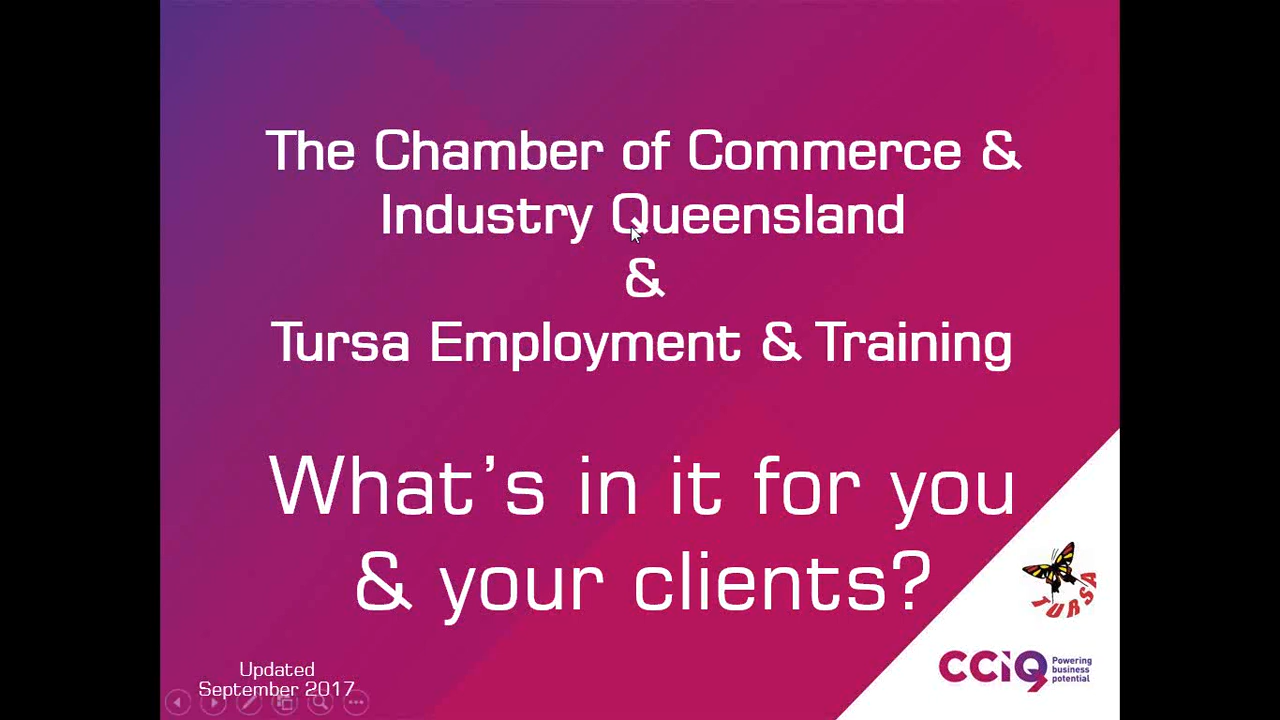 The Chamber of Commerce &
Industry Queensland
&
Tursa Employment & Training
What's in it for you
& your clients?
TURSA
CCIQ
Powering
business
potential
Updated
September 2017